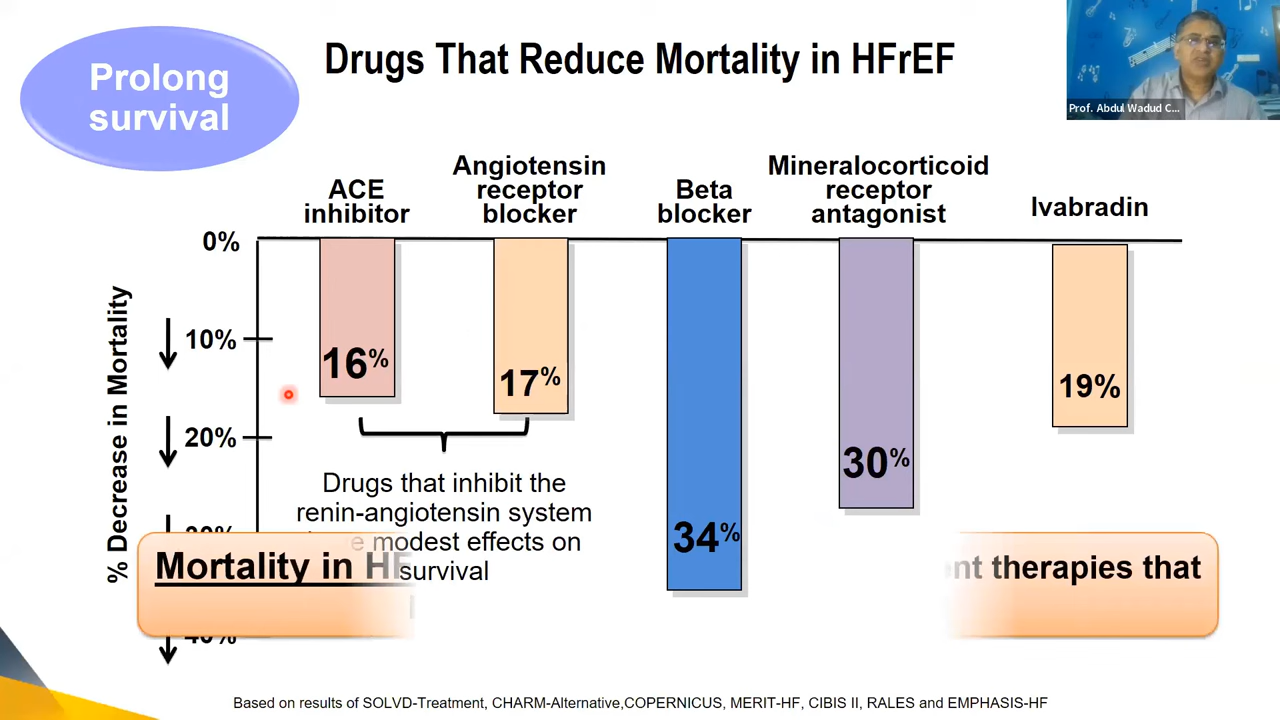 Prolong
survival
Drugs That Reduce Mortality in HFrEF
Prof. Abdul Wadud C...
ACE
inhibitor
Angiotensin
receptor
blocker
Beta
blocker
Mineralocorticoid
receptor
antagonist
Ivabradin
0%
10%
20%
% Decrease in Mortality
16%
17%
34%
30%
19%
Drugs that inhibit the
renin-angiotensin system
modest effects on
survival
Mortality in
therapies that
40%
Based on results of SOLVD-Treatment, CHARM-Alternative,COPERNICUS, MERIT-HF, CIBIS II, RALES and EMPHASIS-HF